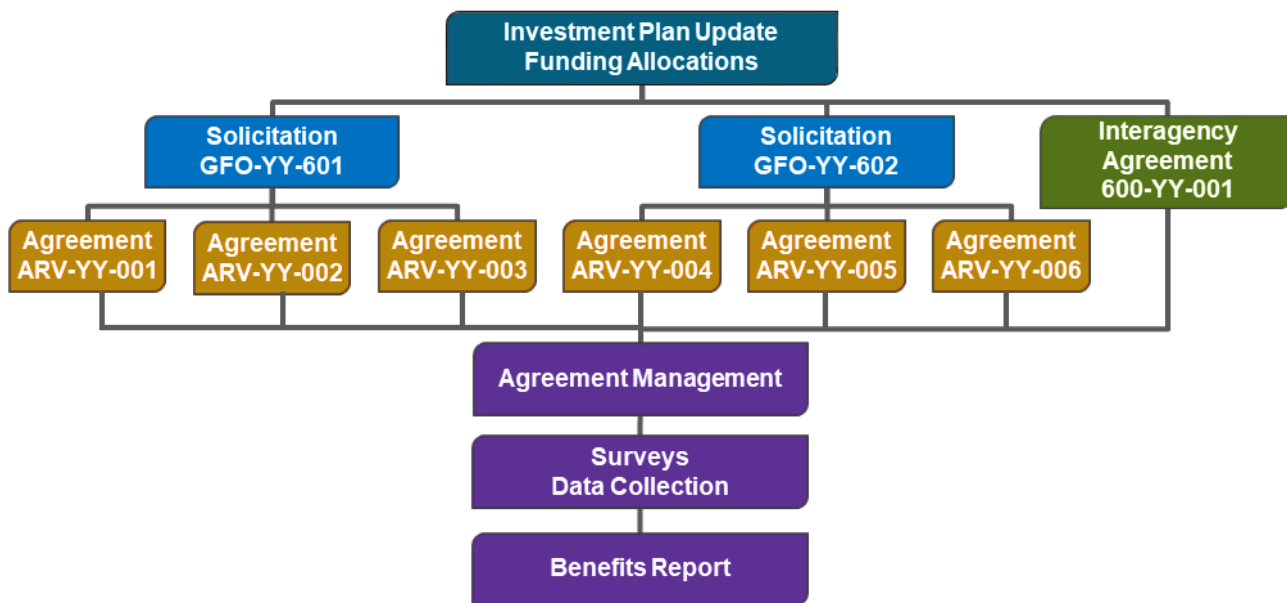 Investment Plan Update
Funding Allocations
Solicitation
GFO-YY-601
Solicitation
GFO-YY-602
Interagency
Agreement
600-YY-001
Agreement
ARV-YY-001
Agreement
ARV-YY-002
Agreement
ARV-YY-003
Agreement
ARV-YY-004
Agreement
ARV-YY-005
Agreement
ARV-YY-006
Agreement Management
Surveys
Data Collection
Benefits Report